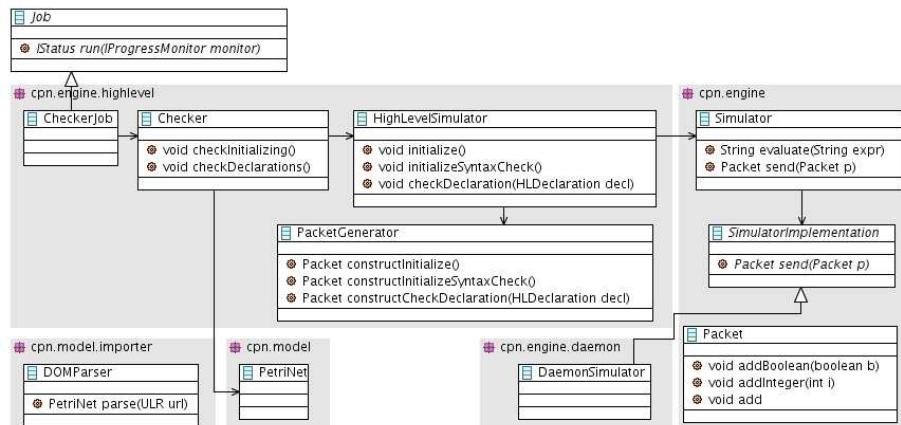 Job
IStatus run(IProgressMonitor monitor)
cpn.engine.highlevel
cpn.engine
CheckerJob
Checker
void checkInitializing()
void checkDeclarations()
HighLevelSimulator
void initialize()
void initializeSyntaxCheck()
void checkDeclaration(HLDeclaration decl)
Simulator
String evaluate(String expr)
Packet send(Packet p)
PacketGenerator
Packet constructInitialize()
Packet constructInitializeSyntaxCheck()
Packet constructCheckDeclaration(HLDeclaration decl)
SimulatorImplementation
Packet send(Packet p)
cpn.model.importer
DOMParser
PetriNet parse(ULR url)
cpn.model
PetriNet
cpn.engine.daemon
DaemonSimulator
Packet
void addBoolean(boolean b)
void addInteger(int i)
void add